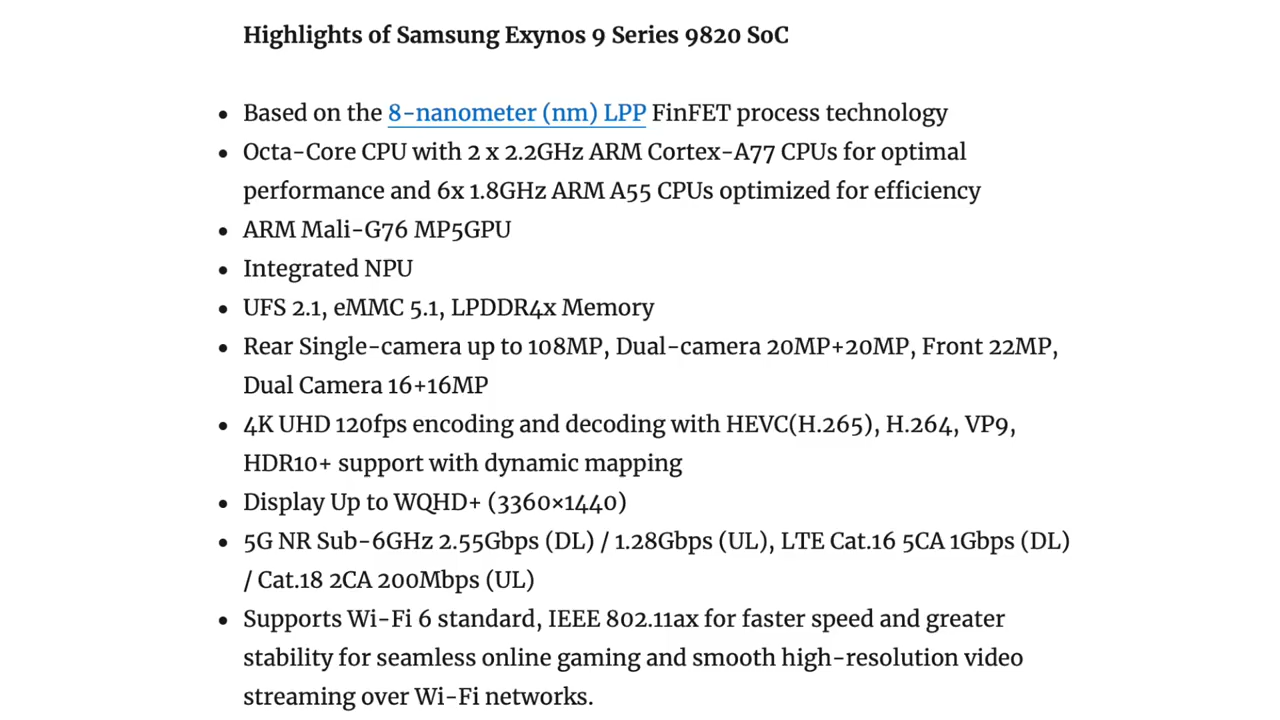 Highlights of Samsung Exynos 9 Series 9820 SoC
• Based on the 8-nanometer (nm) LPP FinFET process technology
• Octa-Core CPU with 2 x 2.2GHz ARM Cortex-A77 CPUs for optimal
performance and 6x 1.8GHz ARM A55 CPUs optimized for efficiency
• ARM Mali-G76 MP5GPU
• Integrated NPU
• UFS 2.1, eMMC 5.1, LPDDR4x Memory
• Rear Single-camera up to 108MP, Dual-camera 20MP+20MP, Front 22MP,
Dual Camera 16+16MP
• 4K UHD 120fps encoding and decoding with HEVC(H.265), H.264, VP9,
HDR10+ support with dynamic mapping
• Display Up to WQHD+ (3360×1440)
• 5G NR Sub-6GHz 2.55Gbps (DL) / 1.28Gbps (UL), LTE Cat.16 5CA 1Gbps (DL)
/ Cat.18 2CA 200Mbps (UL)
• Supports Wi-Fi 6 standard, IEEE 802.11ax for faster speed and greater
stability for seamless online gaming and smooth high-resolution video
streaming over Wi-Fi networks.